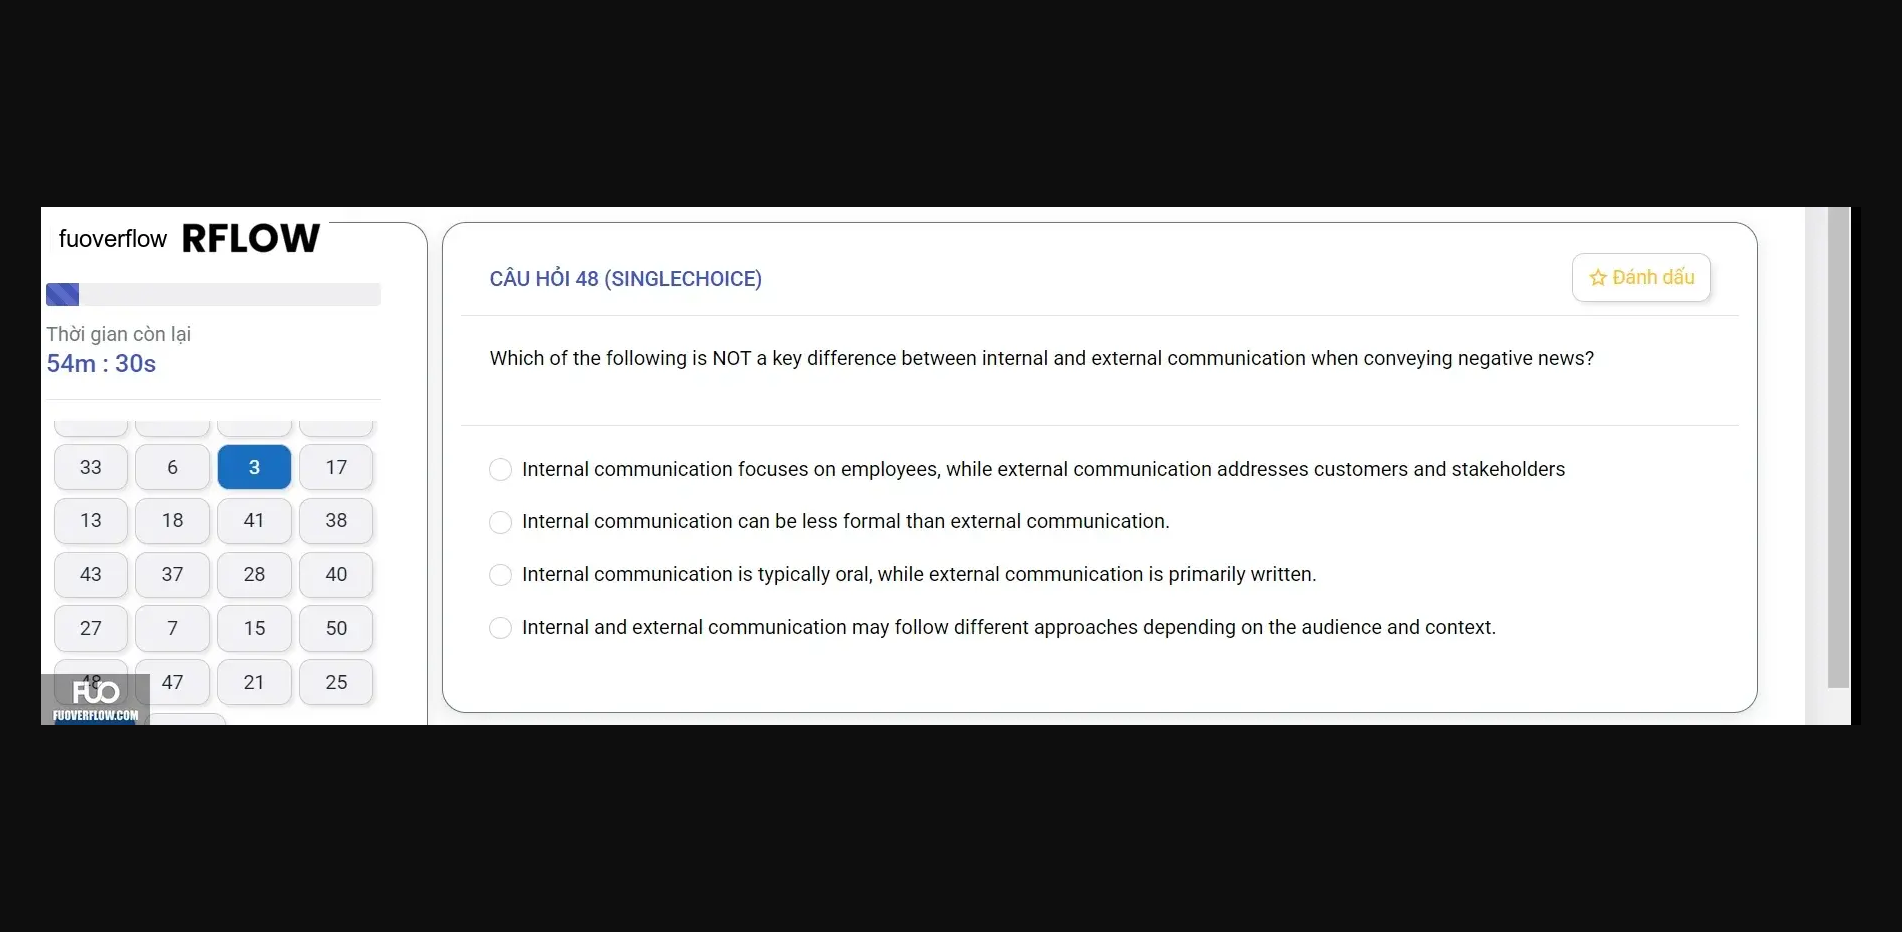 fuoverflow RFLOW
Thời gian còn lại
54m : 30s
33 6 3 17
13 18 41 38
43 37 28 40
27 7 15 50
48 47 21 25
FUO
FUOVERFLOW.COM
CÂU HỎI 48 (SINGLECHOICE)
Đánh dấu
Which of the following is NOT a key difference between internal and external communication when conveying negative news?
Internal communication focuses on employees, while external communication addresses customers and stakeholders
Internal communication can be less formal than external communication.
Internal communication is typically oral, while external communication is primarily written.
Internal and external communication may follow different approaches depending on the audience and context.